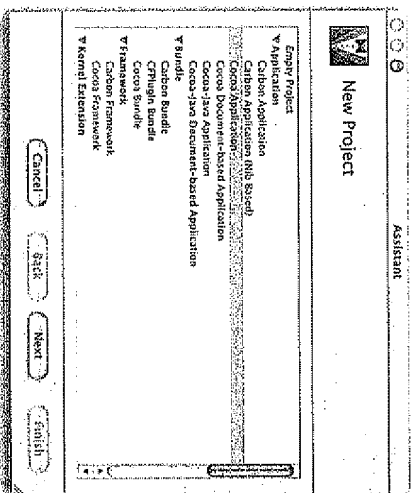 Assistant
New Project
Empty Project
▼ Application
Carbon Application
Carbon Application (Nib Based)
Cocoa Application
Cocoa Document-based Application
Cocoa-Java Application
Cocoa-Java Document-based Application
▼ Bundle
Carbon Bundle
CFPlugin Bundle
Cocoa Bundle
▼ Framework
Carbon Framework
Cocoa Framework
▼ Kernel Extension
Cancel
Back
Next
Finish